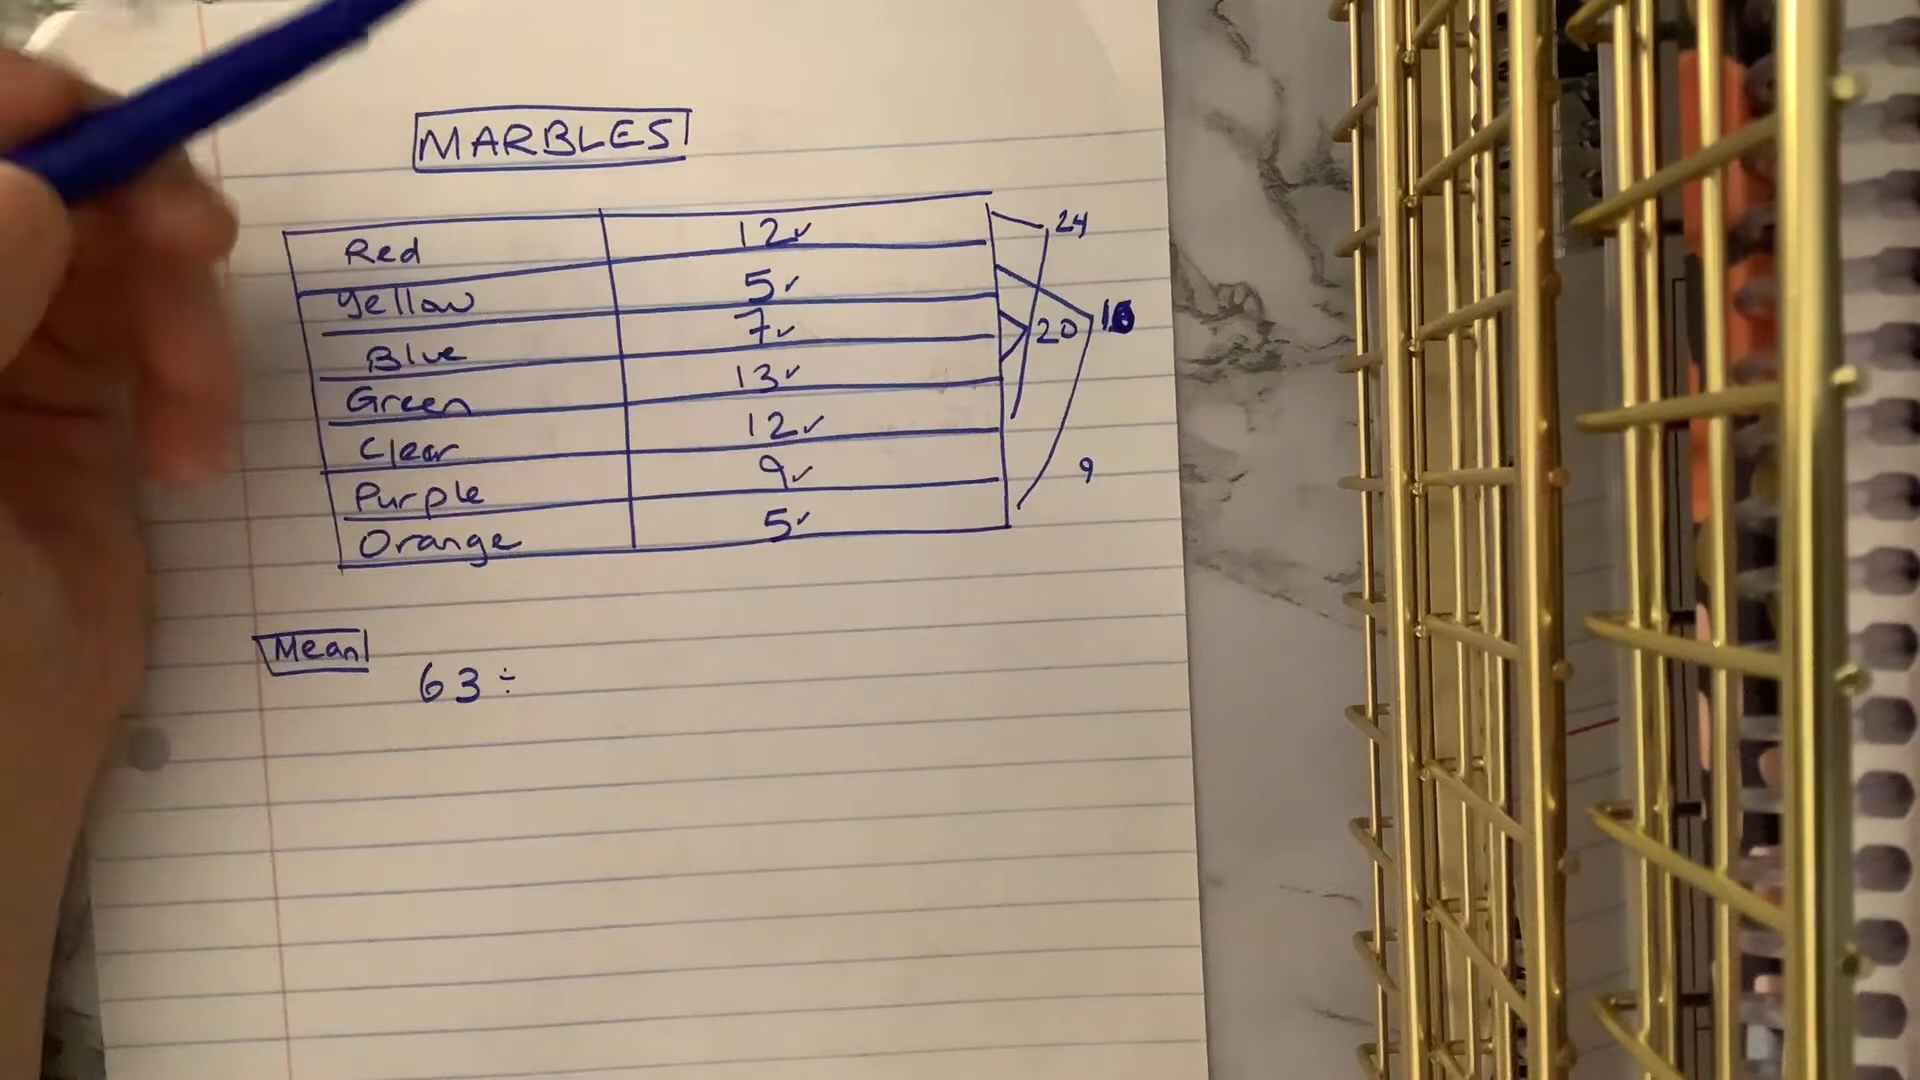 MARBLES
Red 12✓ 24
Yellow 5✓
Blue 7✓ 20 10
Green 13✓
Clear 12✓
Purple 9✓ 9
Orange 5✓
Mean
63 ÷